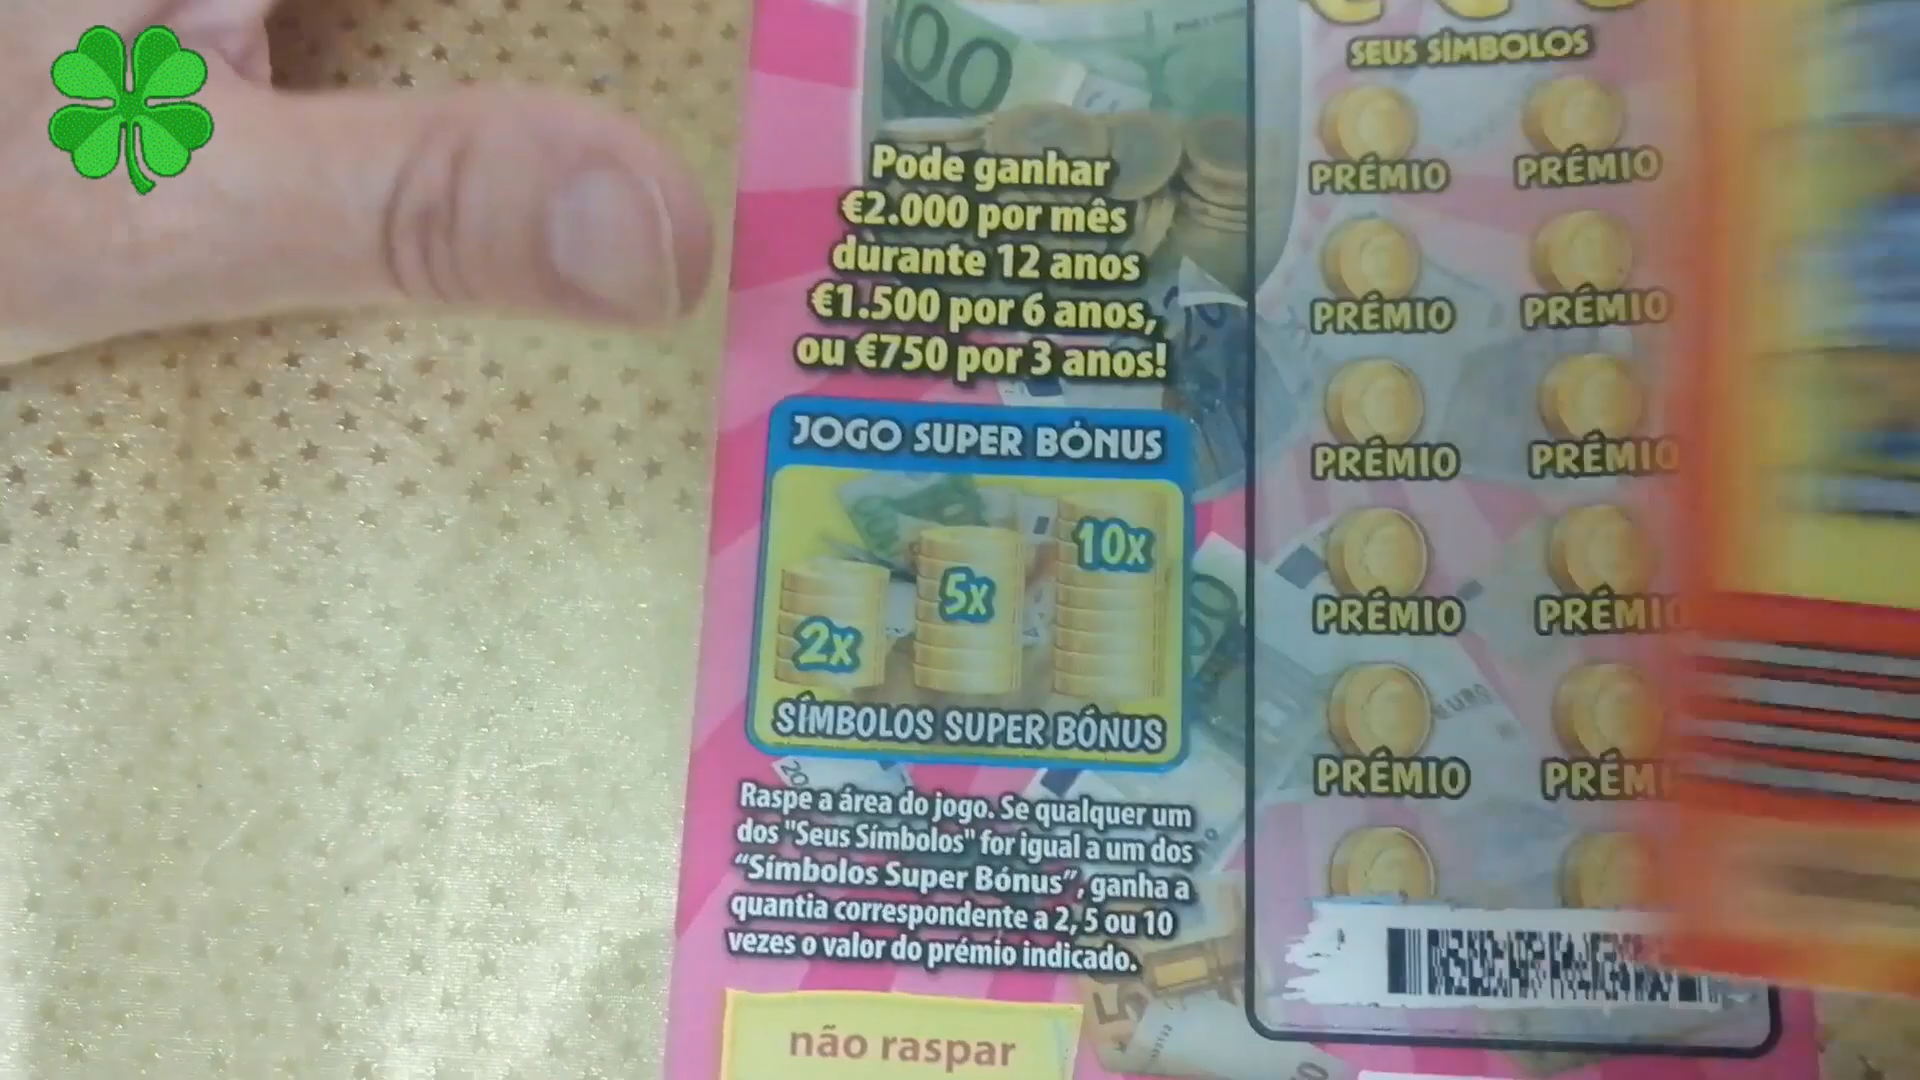 Pode ganhar
€2.000 por mês
durante 12 anos
€1.500 por 6 anos,
ou €750 por 3 anos!
JOGO SUPER BÓNUS
2x
5x
10x
SÍMBOLOS SUPER BÓNUS
Raspe a área do jogo. Se qualquer um
dos "Seus Símbolos" for igual a um dos
“Símbolos Super Bónus”, ganha a
quantia correspondente a 2, 5 ou 10
vezes o valor do prémio indicado.
não raspar
SEUS SÍMBOLOS
PRÉMIO PRÉMIO
PRÉMIO PRÉMIO
PRÉMIO PRÉMIO
PRÉMIO PRÉMIO
PRÉMIO PRÉMI